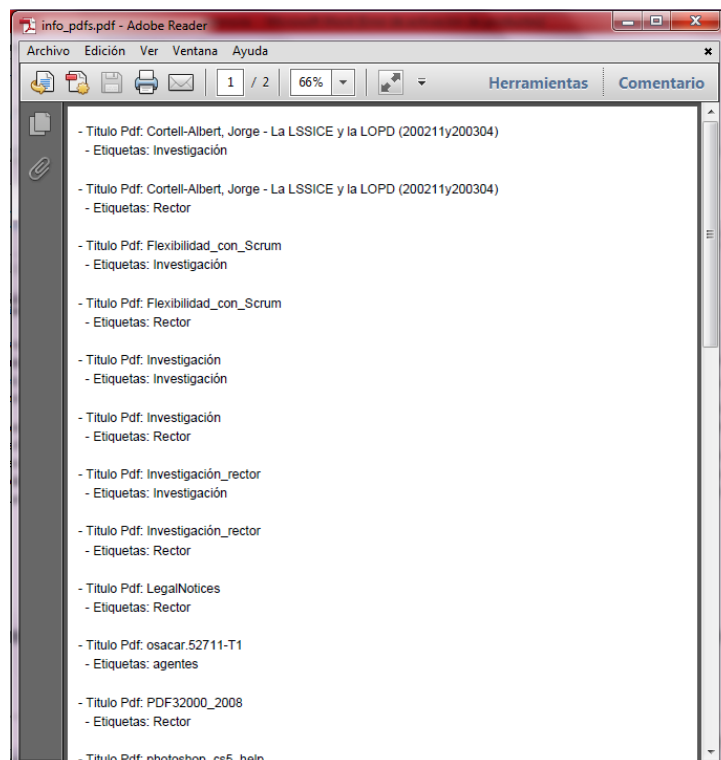 info_pdfs.pdf - Adobe Reader
Archivo Edición Ver Ventana Ayuda
1 / 2 66% Herramientas Comentario
- Titulo Pdf: Cortell-Albert, Jorge - La LSSICE y la LOPD (200211y200304)
- Etiquetas: Investigación
- Titulo Pdf: Cortell-Albert, Jorge - La LSSICE y la LOPD (200211y200304)
- Etiquetas: Rector
- Titulo Pdf: Flexibilidad_con_Scrum
- Etiquetas: Investigación
- Titulo Pdf: Flexibilidad_con_Scrum
- Etiquetas: Rector
- Titulo Pdf: Investigación
- Etiquetas: Investigación
- Titulo Pdf: Investigación
- Etiquetas: Rector
- Titulo Pdf: Investigación_rector
- Etiquetas: Investigación
- Titulo Pdf: Investigación_rector
- Etiquetas: Rector
- Titulo Pdf: LegalNotices
- Etiquetas: Rector
- Titulo Pdf: osacar.52711-T1
- Etiquetas: agentes
- Titulo Pdf: PDF32000_2008
- Etiquetas: Rector
- Titulo Pdf: photoshop_cs5_help